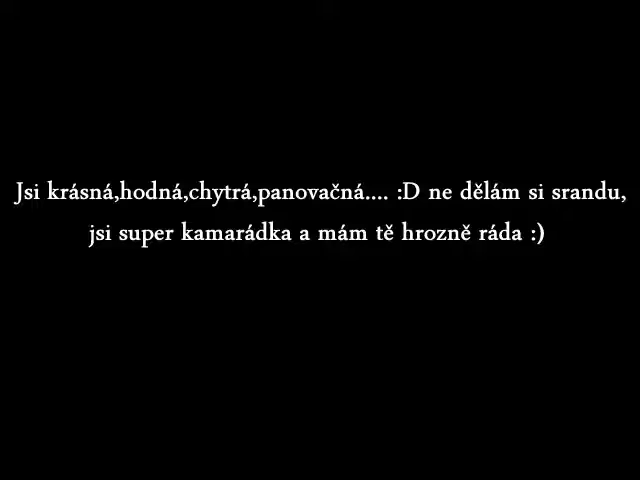 Jsi krásná,hodná,chytrá,panovačná.... :D ne dělám si srandu,
jsi super kamarádka a mám tě hrozně ráda :)